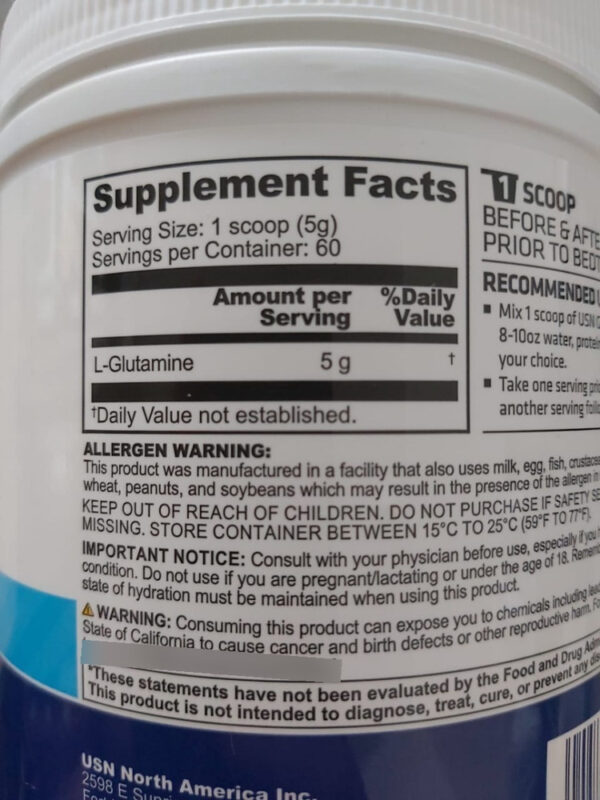 Supplement Facts
Serving Size: 1 scoop (5g)
Servings per Container: 60
Amount per %Daily
Serving Value
L-Glutamine 5 g †
†Daily Value not established.
1 SCOOP
BEFORE & AFTE
PRIOR TO BEDT
RECOMMENDED
▪ Mix 1 scoop of USN
8-10oz water, protein
your choice.
▪ Take one serving
another serving
ALLERGEN WARNING:
This product was manufactured in a facility that also uses milk, egg, fish, crustacea
wheat, peanuts, and soybeans which may result in the presence of the allergen in
KEEP OUT OF REACH OF CHILDREN. DO NOT PURCHASE IF SAFETY SE
MISSING. STORE CONTAINER BETWEEN 15°C TO 25°C (59°F TO 77°F).
IMPORTANT NOTICE: Consult with your physician before use, especially if you
condition. Do not use if you are pregnant/lactating or under the age of 18. Rememb
state of hydration must be maintained when using this product.
⚠ WARNING: Consuming this product can expose you to chemicals including lead
State of California to cause cancer and birth defects or other reproductive harm. Fo
*These statements have not been evaluated by the Food and Drug Admi
This product is not intended to diagnose, treat, cure, or prevent any dis
USN North America Inc.
2598 E Sunri